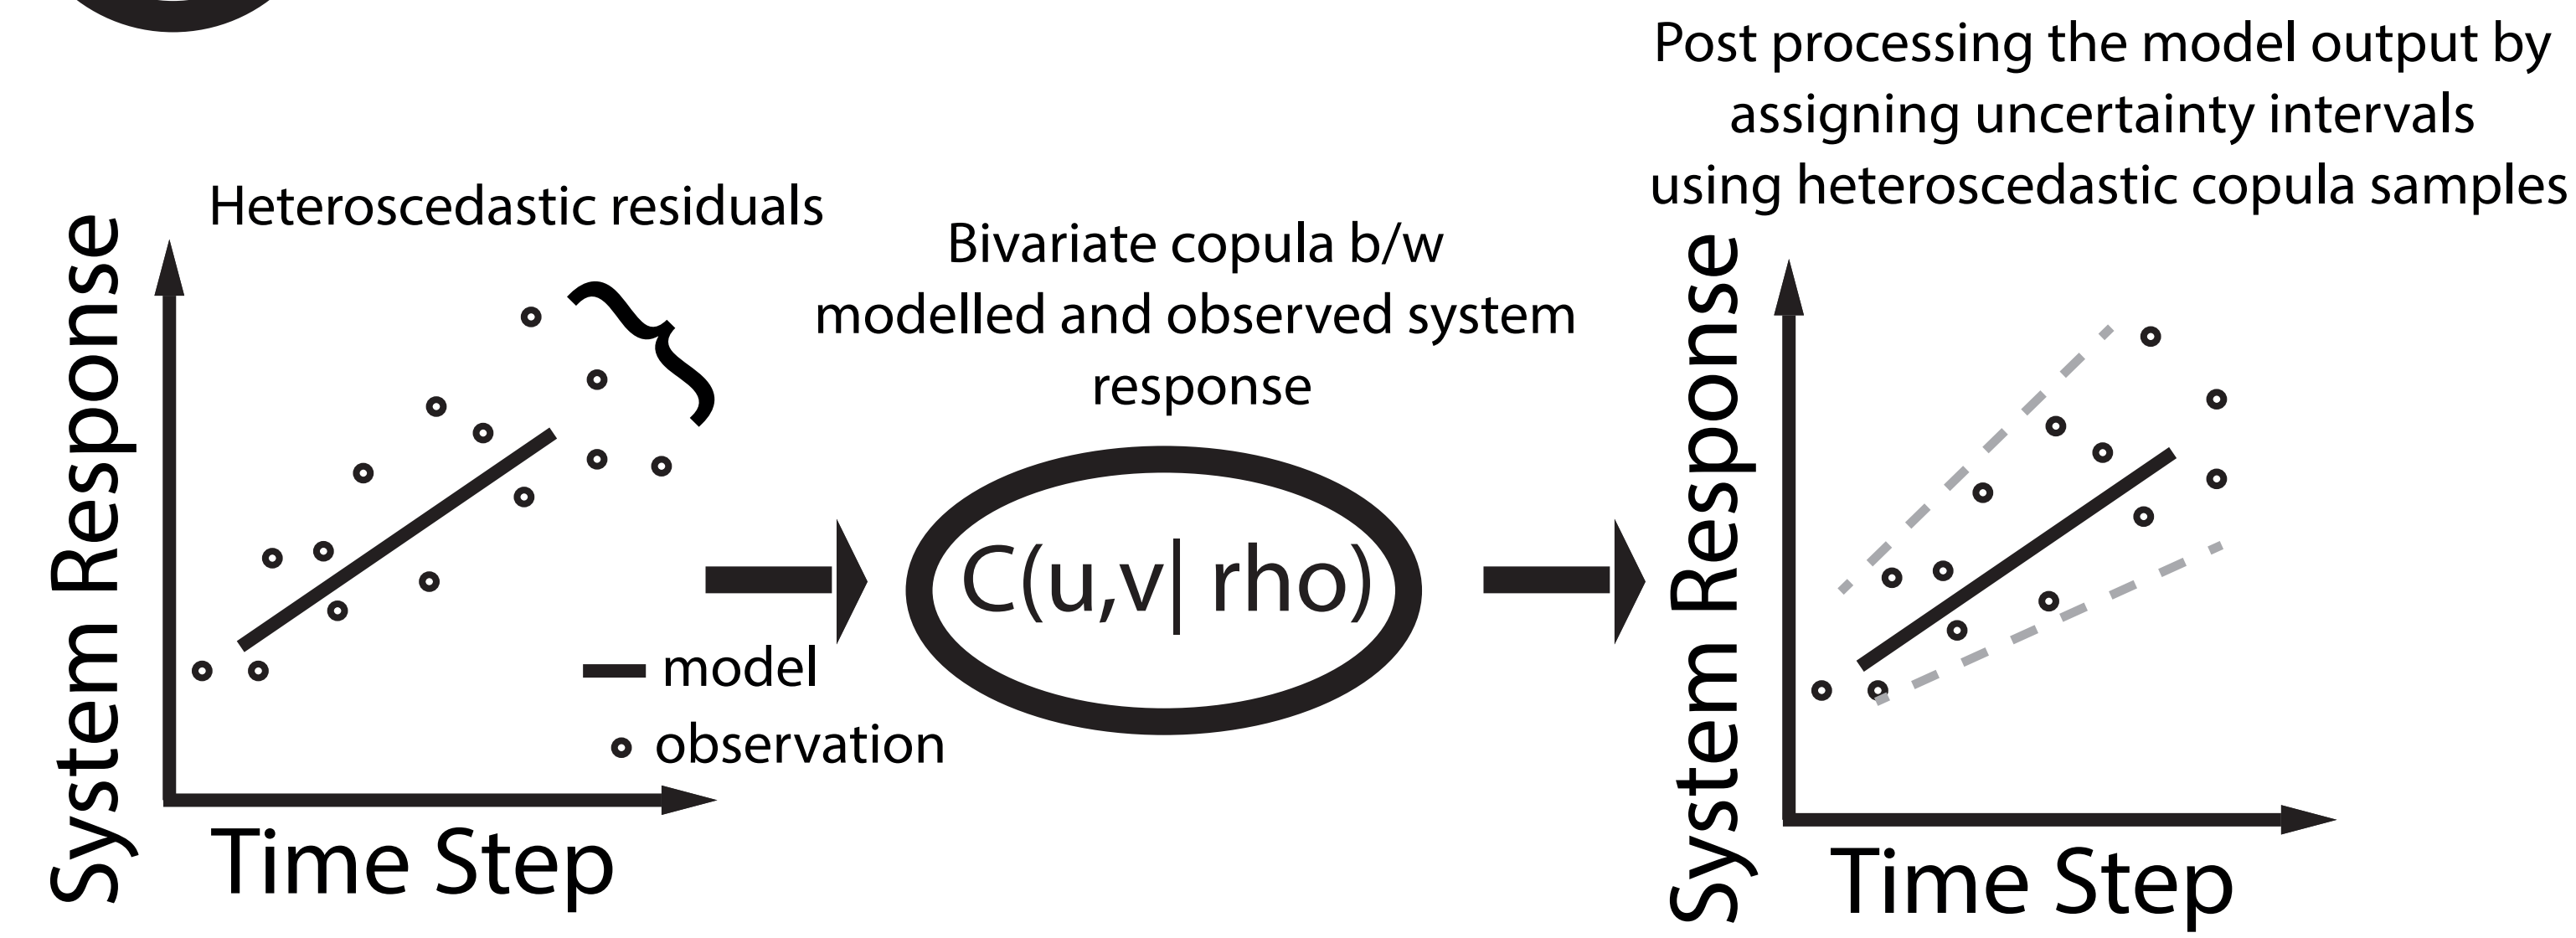 Heteroscedastic residuals
System Response
Time Step
model
observation
Bivariate copula b/w
modelled and observed system
response
C(u,v| rho)
Post processing the model output by
assigning uncertainty intervals
using heteroscedastic copula samples
System Response
Time Step